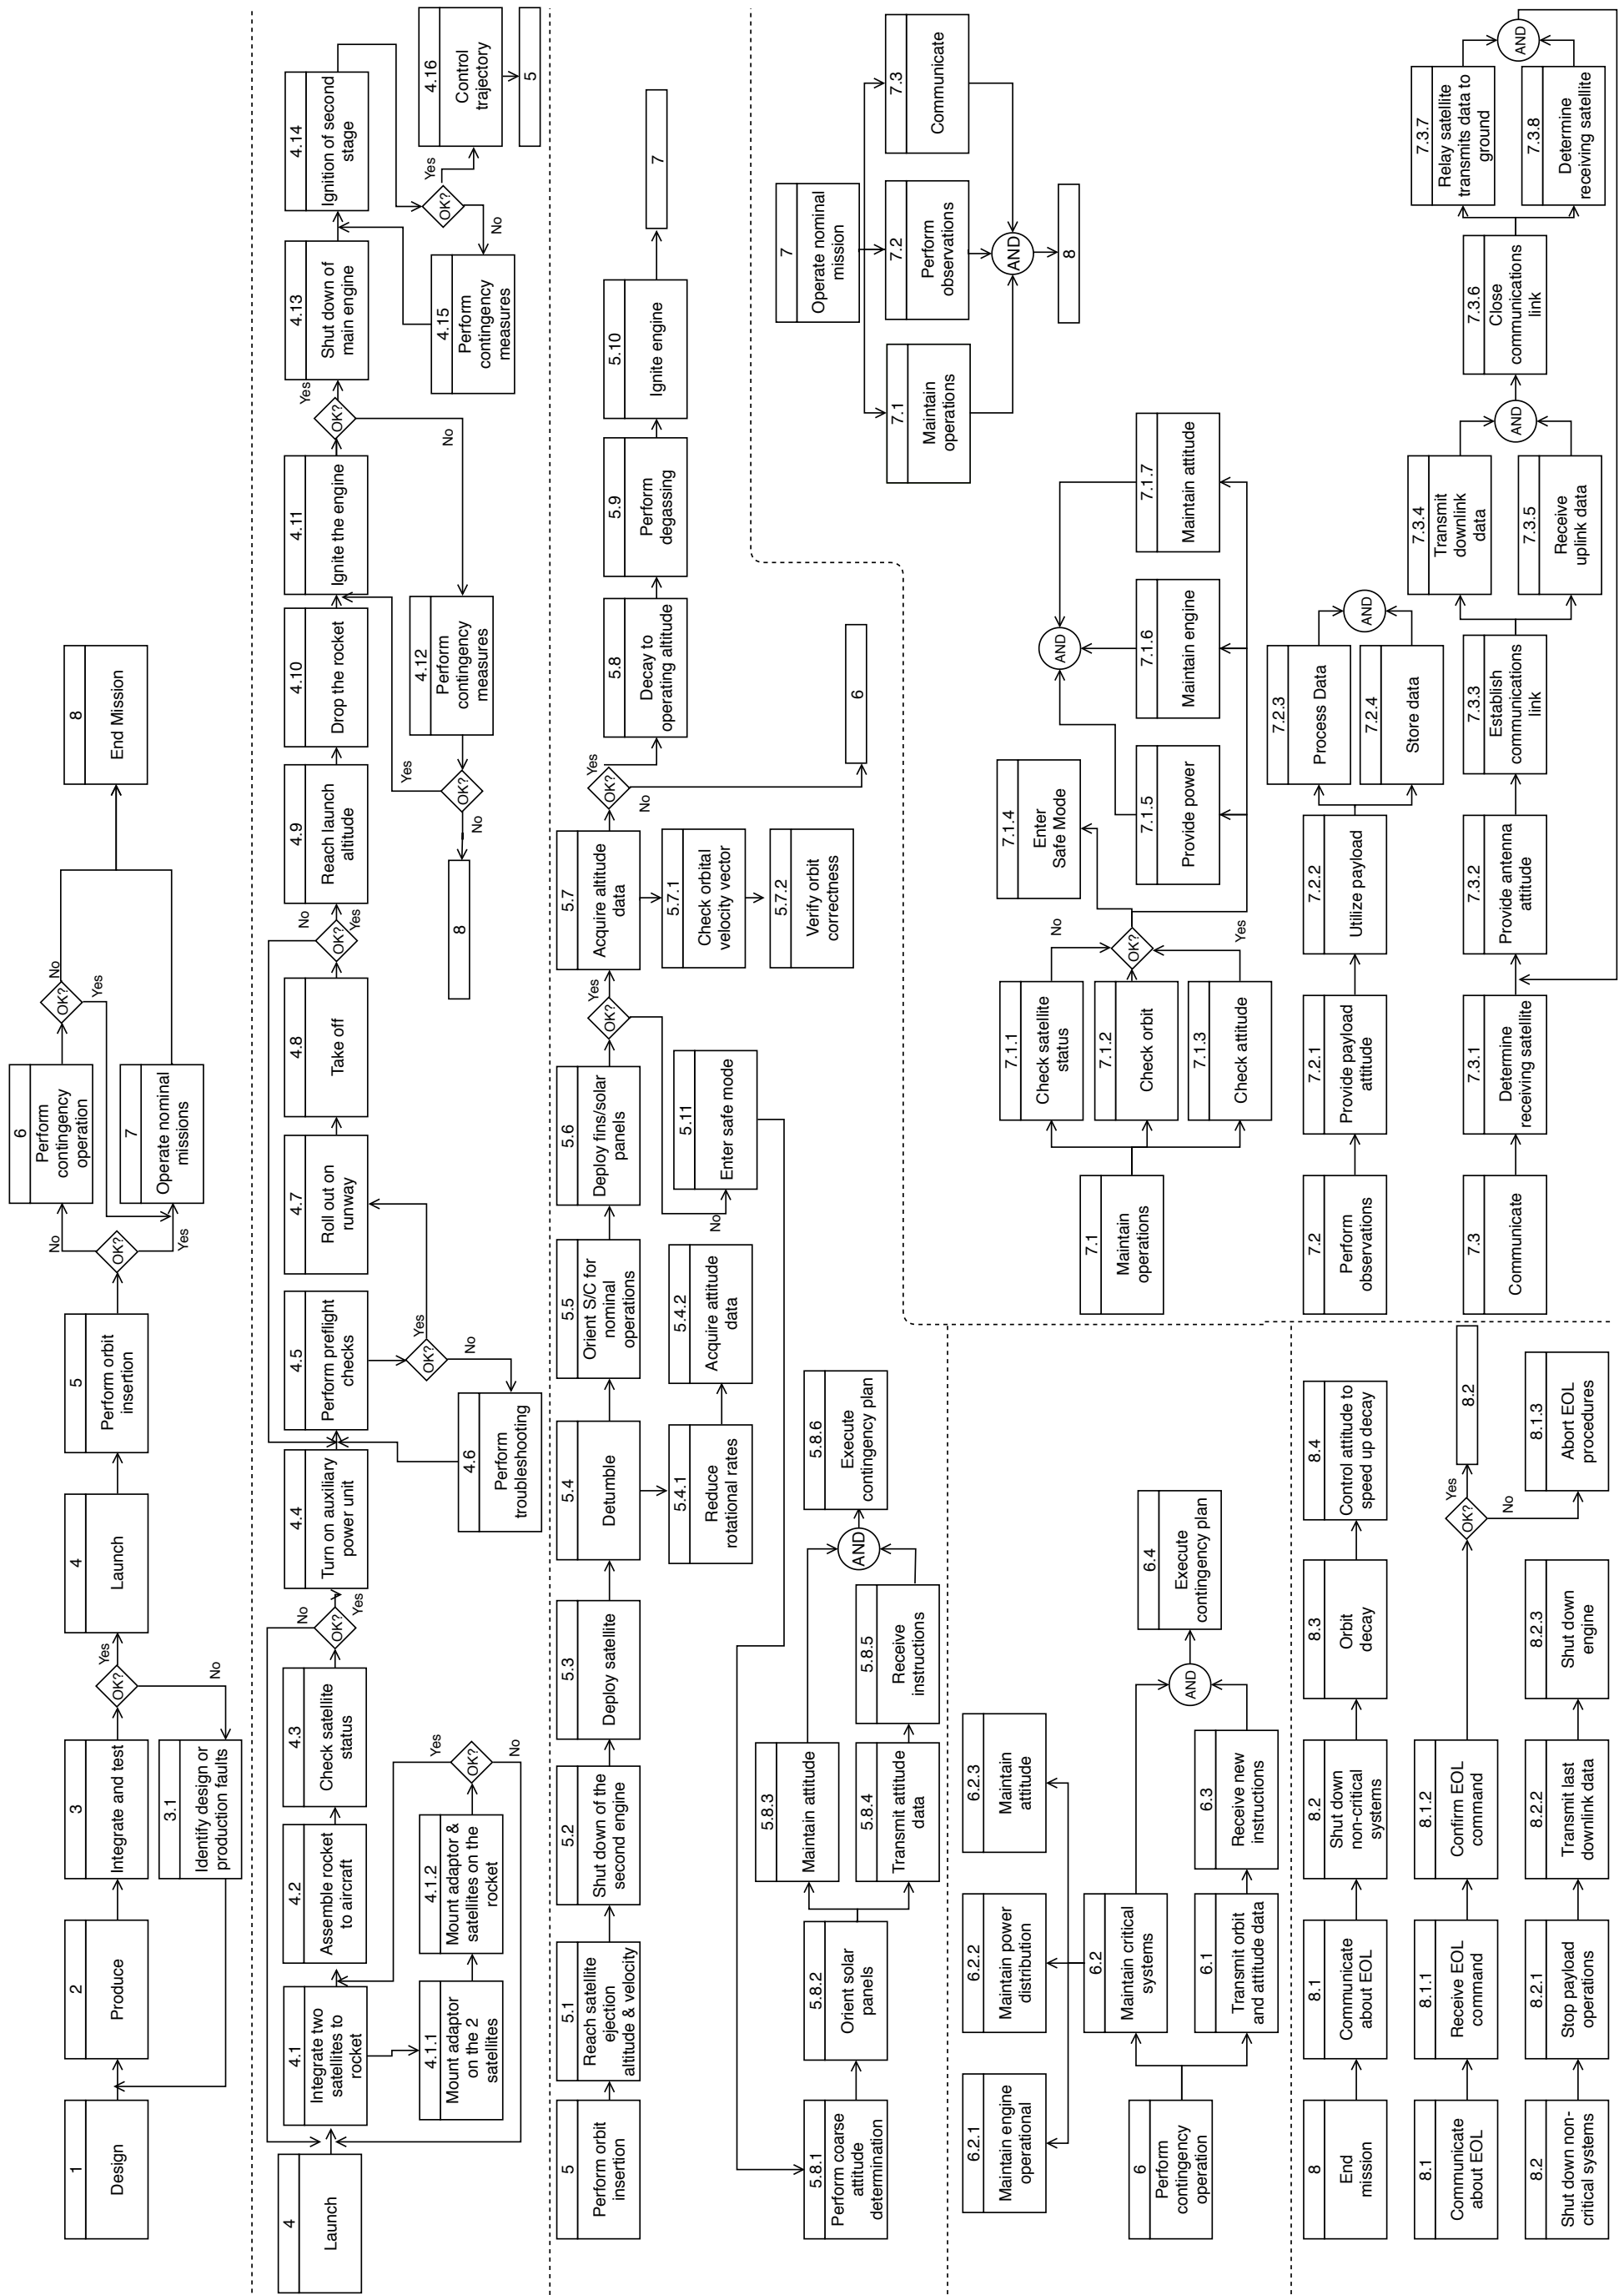 1
Design
2
Produce
3
Integrate and test
3.1
Identify design or
production faults
OK?
Yes
No
4
Launch
5
Perform orbit
insertion
OK?
No
Yes
6
Perform
contingency
operation
7
Operate nominal
missions
OK?
No
Yes
8
End Mission
4
Launch
4.1
Integrate two
satellites to
rocket
4.1.1
Mount adaptor
on the 2
satellites
4.1.2
Mount adaptor &
satellites on the
rocket
OK?
Yes
No
4.2
Assemble rocket
to aircraft
4.3
Check satellite
status
OK?
No
Yes
4.4
Turn on auxiliary
power unit
4.5
Perform preflight
checks
OK?
Yes
No
4.6
Perform
troubleshooting
4.7
Roll out on
runway
4.8
Take off
OK?
No
Yes
4.9
Reach launch
altitude
4.10
Drop the rocket
4.11
Ignite the engine
OK?
Yes
No
4.12
Perform
contingency
measures
OK?
Yes
No
8
4.13
Shut down of
main engine
4.14
Ignition of second
stage
OK?
Yes
No
4.15
Perform
contingency
measures
4.16
Control
trajectory
5
5
Perform orbit
insertion
5.1
Reach satellite
ejection
altitude & velocity
5.2
Shut down of the
second engine
5.3
Deploy satellite
5.4
Detumble
5.4.1
Reduce
rotational rates
5.4.2
Acquire attitude
data
5.5
Orient S/C for
nominal
operations
5.6
Deploy fins/solar
panels
OK?
Yes
No
5.11
Enter safe mode
5.7
Acquire altitude
data
5.7.1
Check orbital
velocity vector
5.7.2
Verify orbit
correctness
OK?
Yes
No
6
5.8
Decay to
operating altitude
5.9
Perform
degassing
5.10
Ignite engine
7
5.8.1
Perform coarse
attitude
determination
5.8.2
Orient solar
panels
5.8.3
Maintain attitude
5.8.4
Transmit attitude
data
5.8.5
Receive
instructions
AND
5.8.6
Execute
contingency plan
6
Perform
contingency
operation
6.2.1
Maintain engine
operational
6.2.2
Maintain power
distribution
6.2.3
Maintain
attitude
6.2
Maintain critical
systems
6.1
Transmit orbit
and attitude data
6.3
Receive new
instructions
AND
6.4
Execute
contingency plan
7
Operate nominal
mission
7.1
Maintain
operations
7.2
Perform
observations
7.3
Communicate
AND
8
7.1
Maintain
operations
7.1.1
Check satellite
status
7.1.2
Check orbit
7.1.3
Check attitude
OK?
No
Yes
7.1.4
Enter
Safe Mode
7.1.5
Provide power
7.1.6
Maintain engine
7.1.7
Maintain attitude
AND
7.2
Perform
observations
7.2.1
Provide payload
attitude
7.2.2
Utilize payload
7.2.3
Process Data
7.2.4
Store data
AND
7.3
Communicate
7.3.1
Determine
receiving satellite
7.3.2
Provide antenna
attitude
7.3.3
Establish
communications
link
7.3.4
Transmit
downlink
data
7.3.5
Receive
uplink data
AND
7.3.6
Close
communications
link
7.3.7
Relay satellite
transmits data to
ground
7.3.8
Determine
receiving satellite
AND
8
End
mission
8.1
Communicate
about EOL
8.2
Shut down
non-critical
systems
8.3
Orbit
decay
8.4
Control attitude to
speed up decay
8.1
Communicate
about EOL
8.1.1
Receive EOL
command
8.1.2
Confirm EOL
command
OK?
Yes
No
8.2
8.1.3
Abort EOL
procedures
8.2
Shut down non-
critical systems
8.2.1
Stop payload
operations
8.2.2
Transmit last
downlink data
8.2.3
Shut down
engine